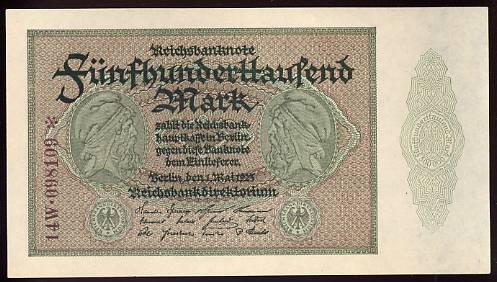 Reichsbanknote
Fünfhunderttausend
Mark
zahlt die Reichsbank-
hauptkasse in Berlin
gegen diese Banknote
dem Einlieferer.
Berlin, den 1. Mai 1923
Reichsbankdirektorium
14W·098109 *